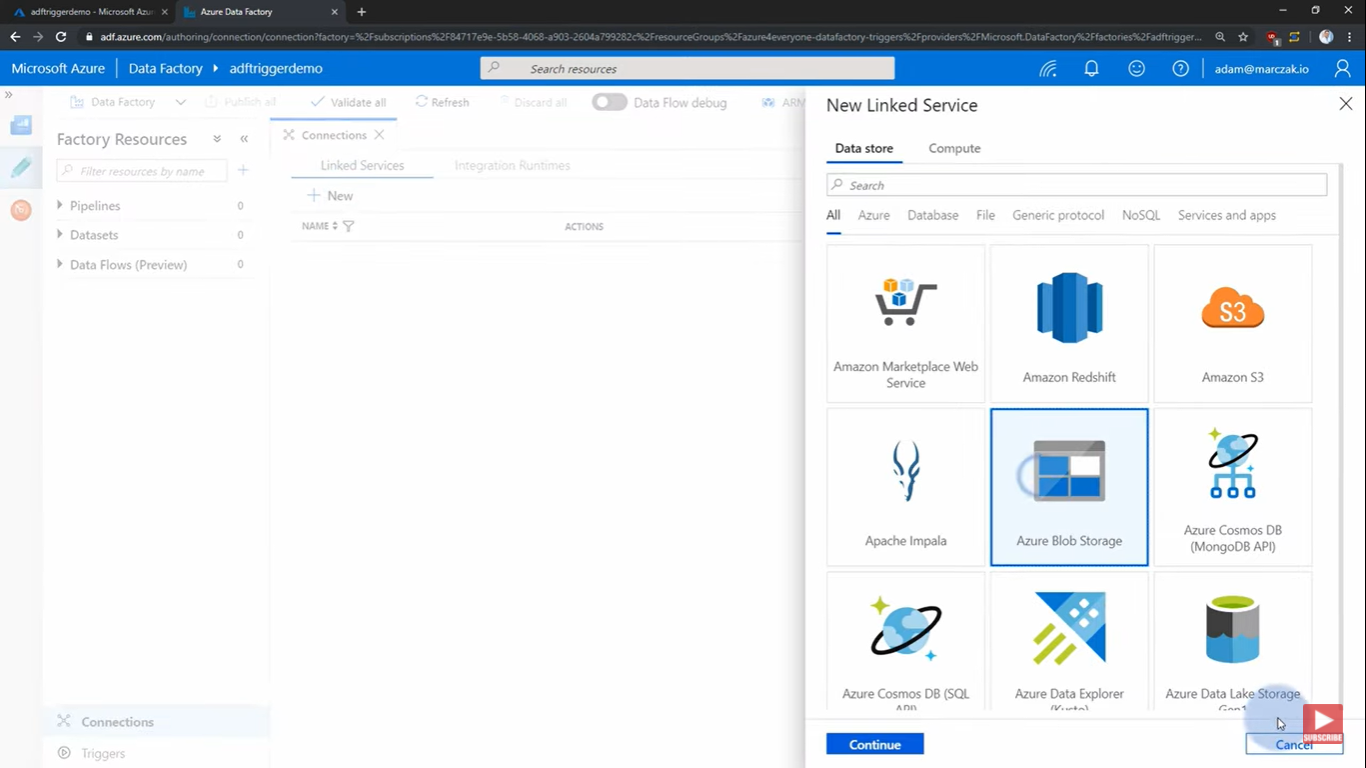 adftriggerdemo - Microsoft Azur
Azure Data Factory
adf.azure.com/authoring/connection/connection?factory=%2Fsubscriptions%2F84717e9e-5b58-4068-a903-2604a799282c%2FresourceGroups%2Fazure4everyone-datafactory-triggers%2Fproviders%2FMicrosoft.DataFactory%2Ffactories%2Fadftrigger...
Microsoft Azure
Data Factory
adftriggerdemo
Search resources
adam@marczak.io
Data Factory
Publish all
Validate all
Refresh
Discard all
Data Flow debug
ARM
Factory Resources
Filter resources by name
Pipelines 0
Datasets 0
Data Flows (Preview) 0
Connections
Triggers
Connections
Linked Services
Integration Runtimes
New
NAME
ACTIONS
New Linked Service
Data store
Compute
Search
All
Azure
Database
File
Generic protocol
NoSQL
Services and apps
Amazon Marketplace Web
Service
Amazon Redshift
S3
Amazon S3
Apache Impala
Azure Blob Storage
Azure Cosmos DB
(MongoDB API)
Azure Cosmos DB (SQL
API)
Azure Data Explorer
(Kusto)
Azure Data Lake Storage
Gen1
Continue
Cancel
SUBSCRIBE